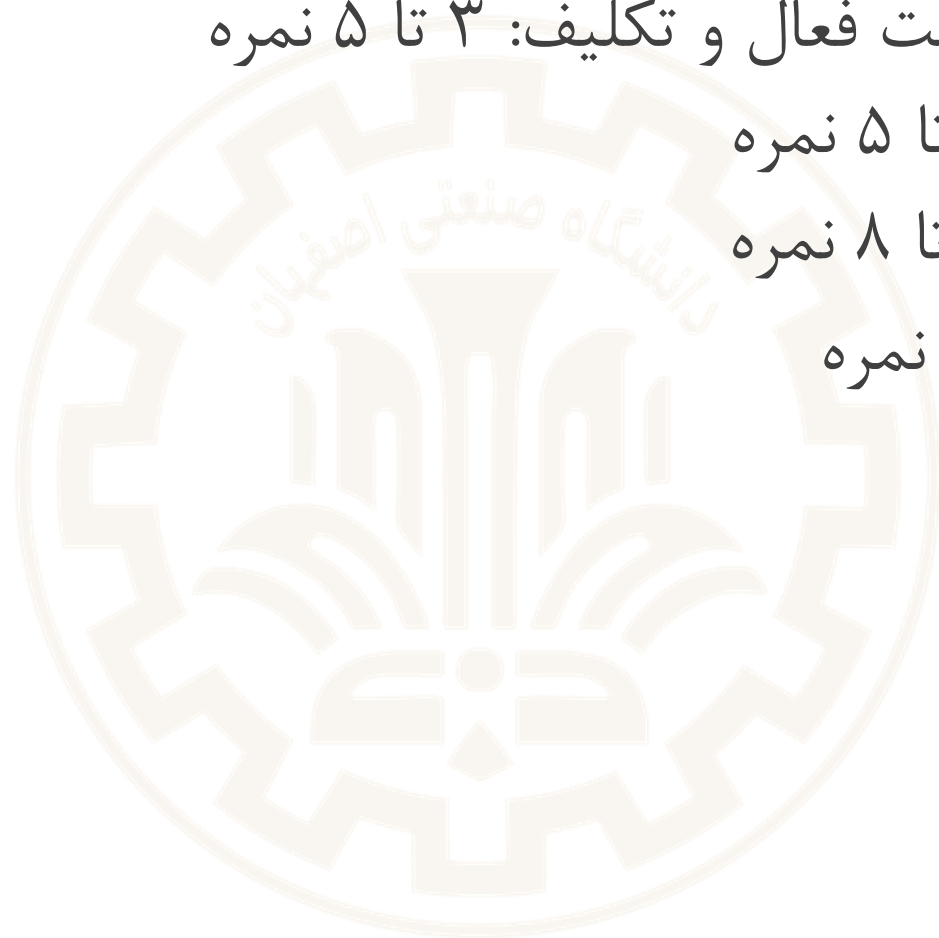 فعال و تکلیف: ۳ تا ۵ نمره
تا ۵ نمره
تا ۸ نمره
نمره
دانشگاه صنعتی اصفهان